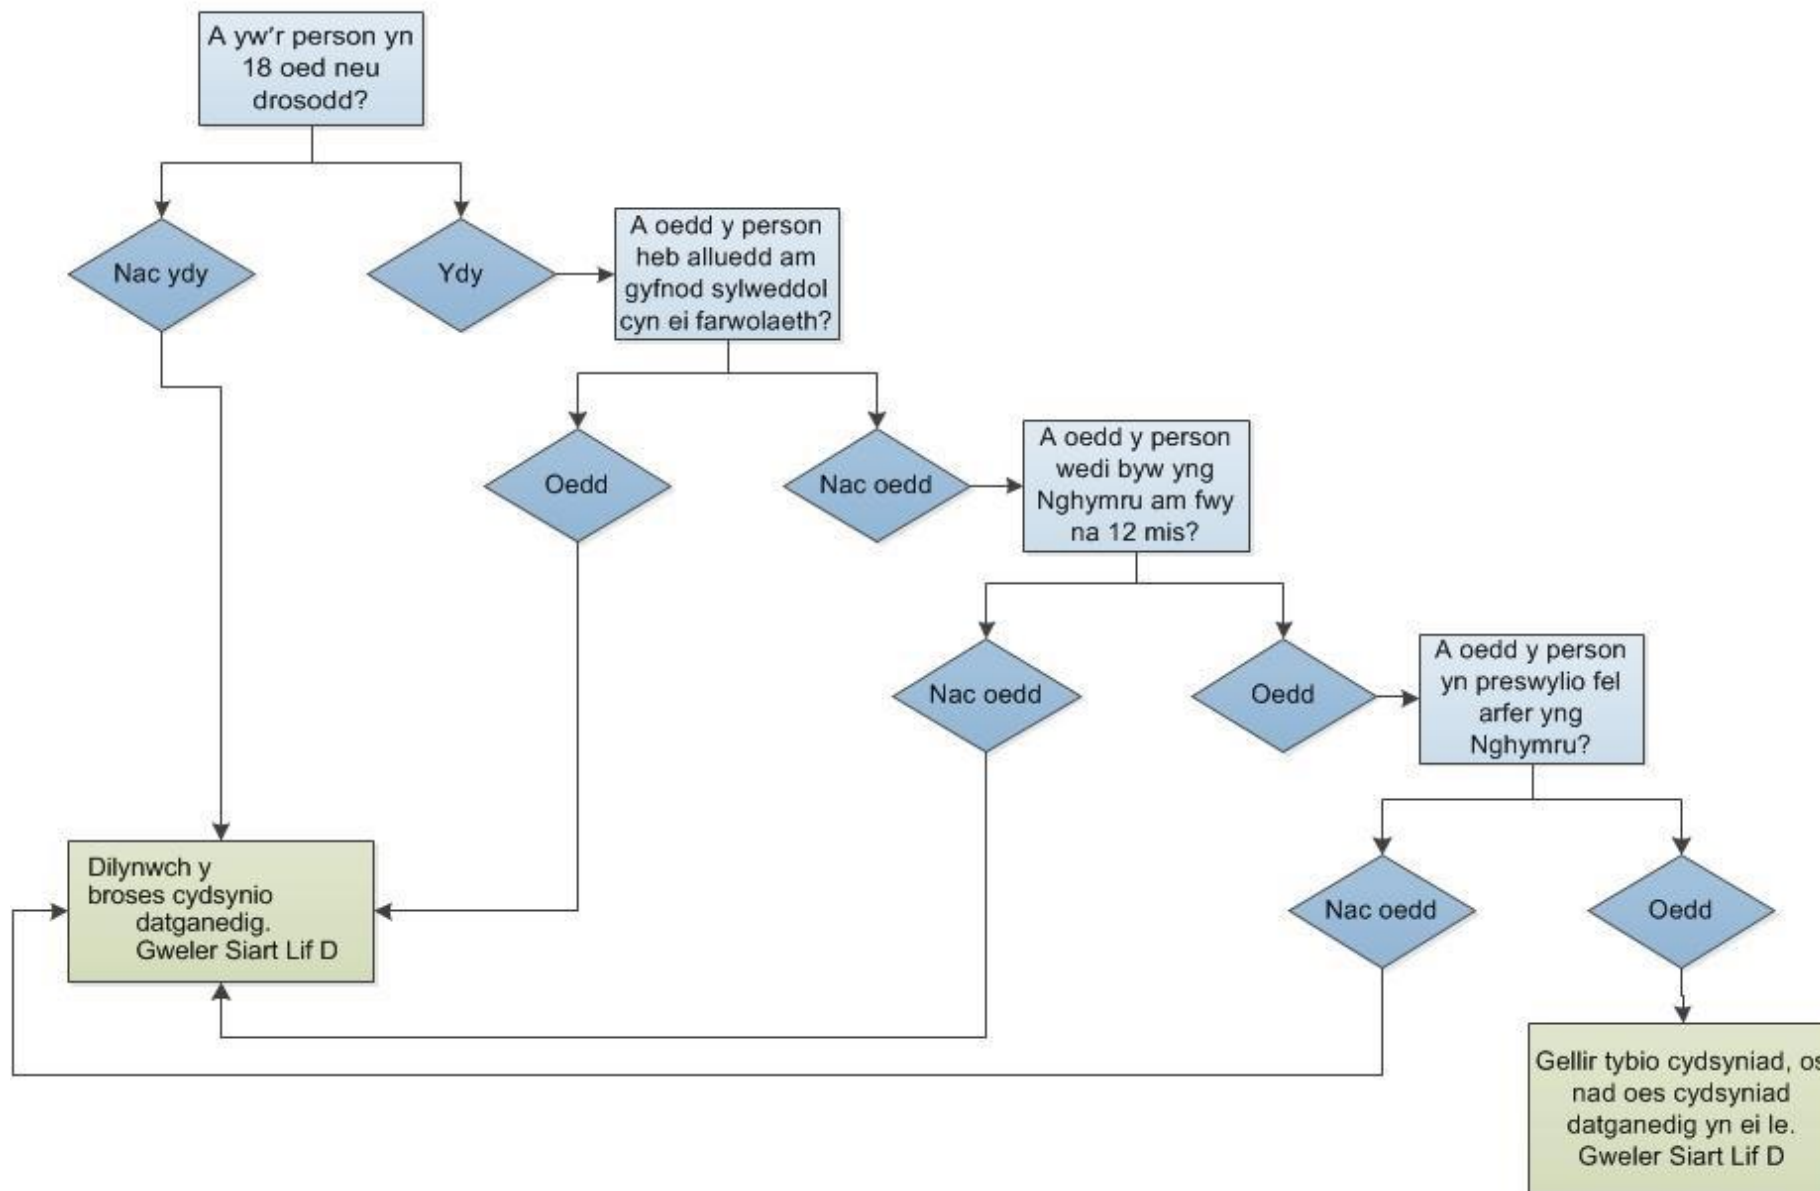 A yw'r person yn
18 oed neu
drosodd?
Nac ydy
Ydy
A oedd y person
heb alluedd am
gyfnod sylweddol
cyn ei farwolaeth?
Oedd
Nac oedd
A oedd y person
wedi byw yng
Nghymru am fwy
na 12 mis?
Nac oedd
Oedd
A oedd y person
yn preswylio fel
arfer yng
Nghymru?
Nac oedd
Oedd
Dilynwch y
broses cydsynio
datganedig.
Gweler Siart Lif D
Gellir tybio cydsyniad, os
nad oes cydsyniad
datganedig yn ei le.
Gweler Siart Lif D